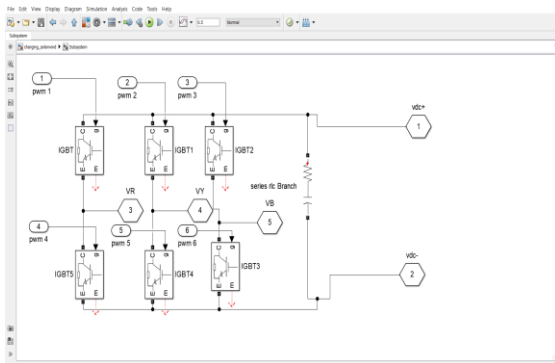 File Edit View Display Diagram Simulation Analysis Code Tools Help
Normal
Subsystem
Subsystem
1
pwm 1
2
pwm 2
3
pwm 3
vdc+
1
C
g
E
IGBT
C
g
E
IGBT1
C
g
E
IGBT2
series rlc Branch
VR
3
VY
4
VB
5
4
pwm 4
5
pwm 5
6
pwm 6
vdc-
2
C
g
E
IGBT5
C
g
E
IGBT4
C
g
E
IGBT3